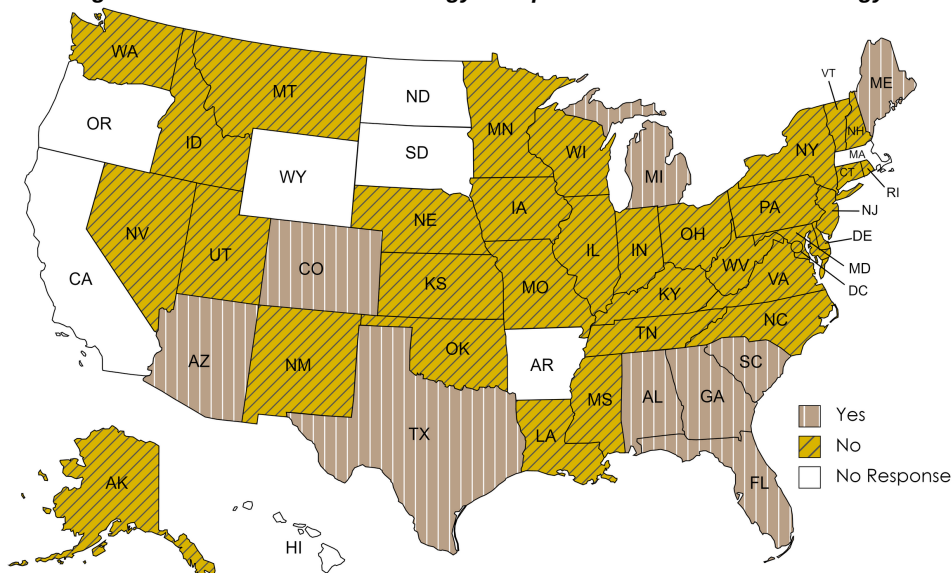 WA
MT
ND
OR
ID
MN
VT
ME
SD
WI
NY
NH
MA
WY
MI
CT
RI
NE
IA
PA
NJ
NV
UT
IL
IN
OH
DE
CO
WV
MD
CA
KS
MO
VA
DC
KY
NC
TN
AZ
NM
OK
AR
SC
MS
AL
GA
TX
LA
Yes
No
No Response
FL
AK
HI